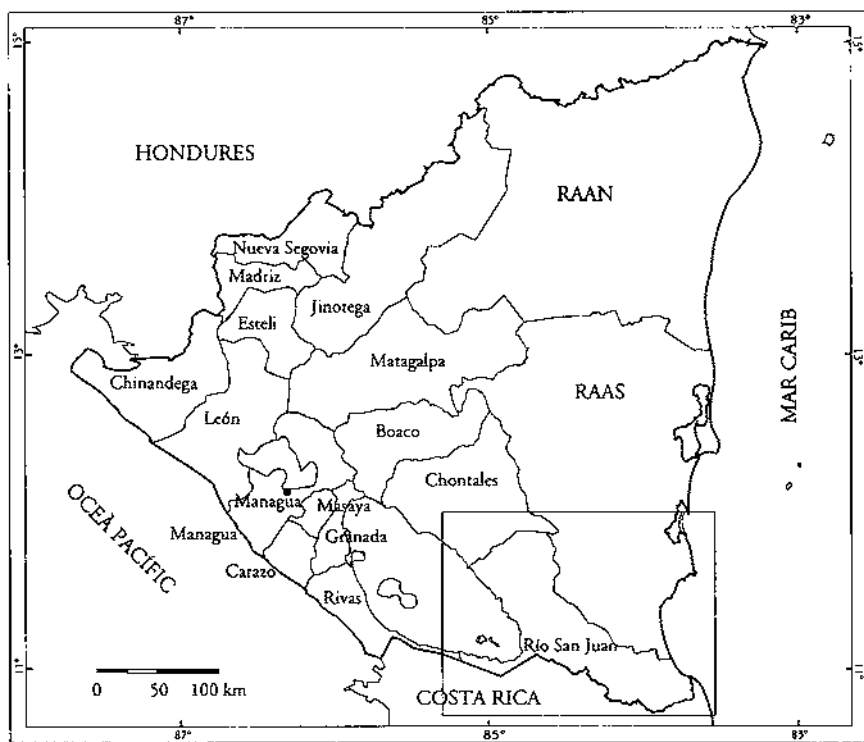 87°
85°
83°
15°
15°
HONDURES
RAAN
Nueva Segovia
Madriz
Jinotega
Esteli
13°
13°
Matagalpa
Chinandega
RAAS
MAR CARIB
León
Boaco
Chontales
OCEÀ PACÍFIC
Managua
Masaya
Managua
Granada
Carazo
Rivas
Río San Juan
11°
11°
0 50 100 km
COSTA RICA
87°
85°
83°